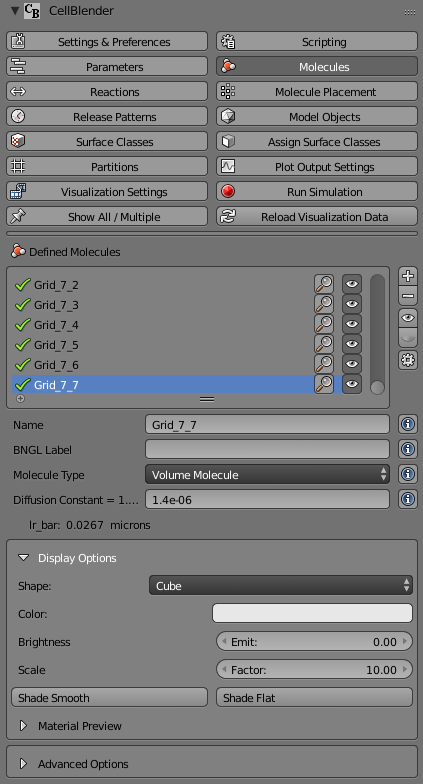 CB CellBlender
Settings & Preferences Scripting
Parameters Molecules
Reactions Molecule Placement
Release Patterns Model Objects
Surface Classes Assign Surface Classes
Partitions Plot Output Settings
Visualization Settings Run Simulation
Show All / Multiple Reload Visualization Data
Defined Molecules
Grid_7_2
Grid_7_3
Grid_7_4
Grid_7_5
Grid_7_6
Grid_7_7
Name Grid_7_7
BNGL Label
Molecule Type Volume Molecule
Diffusion Constant = 1.... 1.4e-06
lr_bar: 0.0267 microns
Display Options
Shape: Cube
Color:
Brightness Emit: 0.00
Scale Factor: 10.00
Shade Smooth Shade Flat
Material Preview
Advanced Options